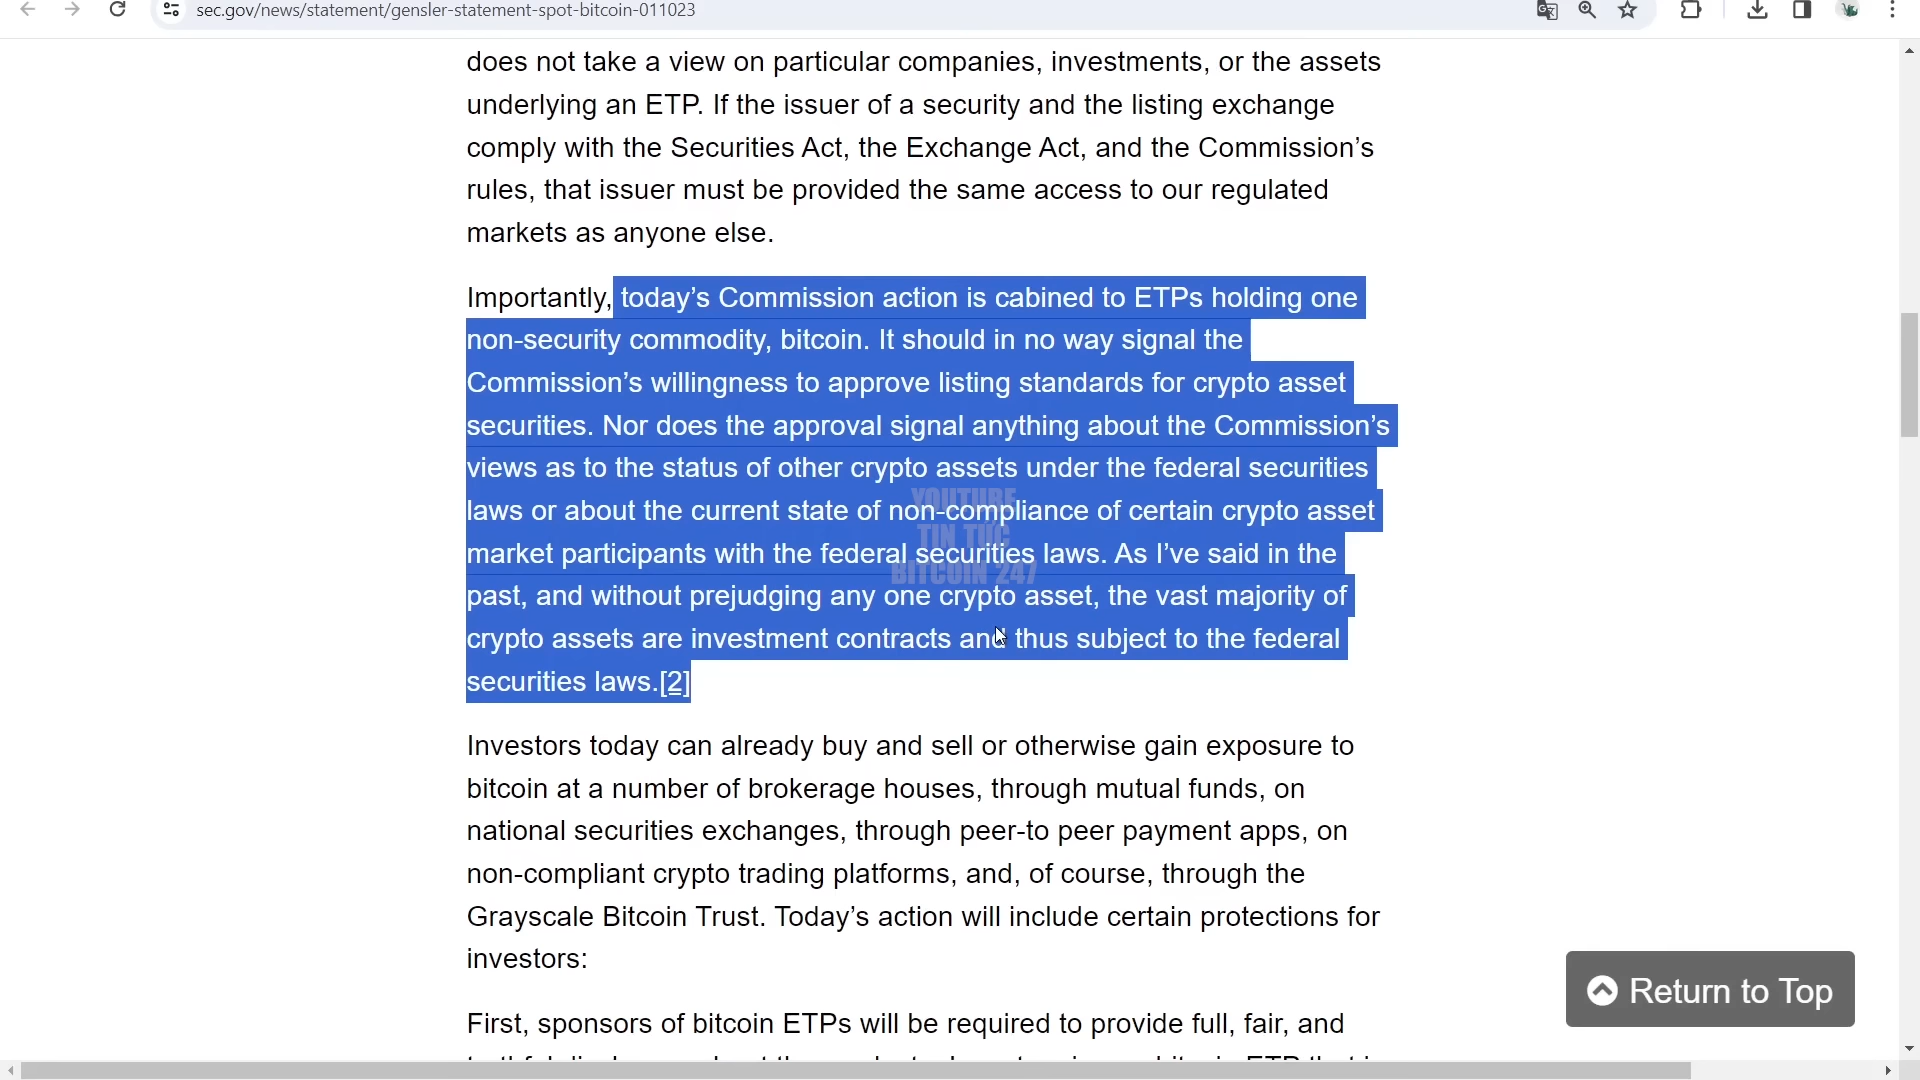 sec.gov/news/statement/gensler-statement-spot-bitcoin-011023
does not take a view on particular companies, investments, or the assets
underlying an ETP. If the issuer of a security and the listing exchange
comply with the Securities Act, the Exchange Act, and the Commission’s
rules, that issuer must be provided the same access to our regulated
markets as anyone else.
Importantly, today’s Commission action is cabined to ETPs holding one
non-security commodity, bitcoin. It should in no way signal the
Commission’s willingness to approve listing standards for crypto asset
securities. Nor does the approval signal anything about the Commission’s
views as to the status of other crypto assets under the federal securities
laws or about the current state of non-compliance of certain crypto asset
market participants with the federal securities laws. As I’ve said in the
past, and without prejudging any one crypto asset, the vast majority of
crypto assets are investment contracts and thus subject to the federal
securities laws.[2]
YOUTUBE
TIN TUC
BITCOIN 247
Investors today can already buy and sell or otherwise gain exposure to
bitcoin at a number of brokerage houses, through mutual funds, on
national securities exchanges, through peer-to peer payment apps, on
non-compliant crypto trading platforms, and, of course, through the
Grayscale Bitcoin Trust. Today’s action will include certain protections for
investors:
First, sponsors of bitcoin ETPs will be required to provide full, fair, and
Return to Top